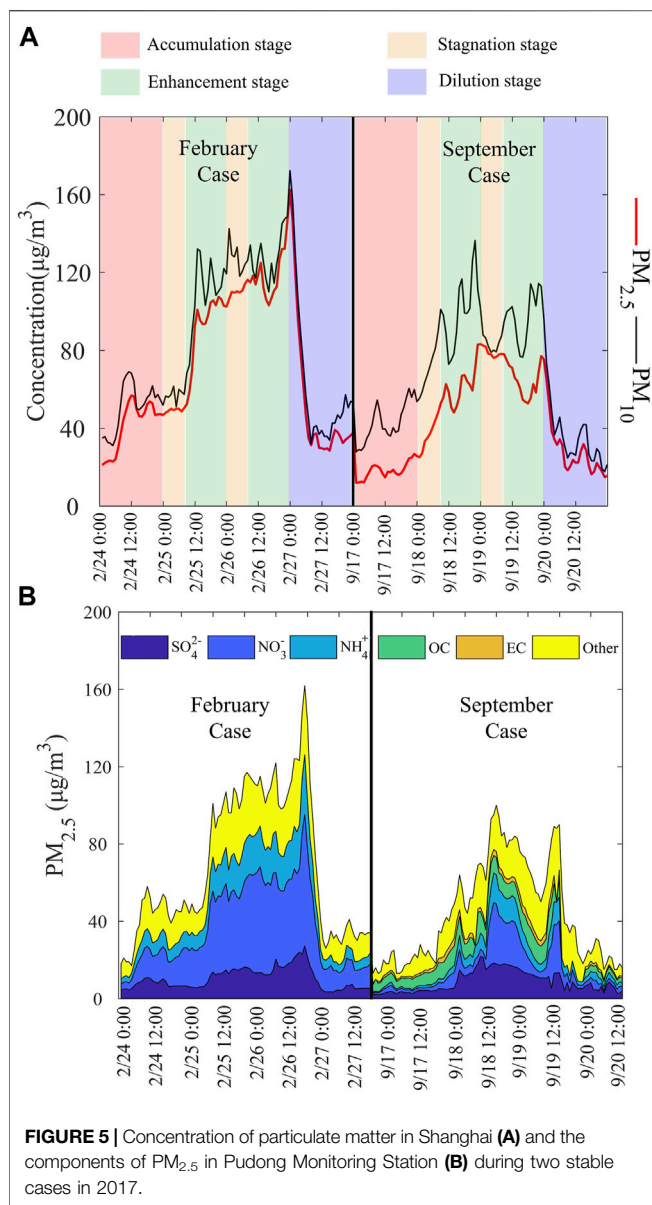 A
Accumulation stage
Stagnation stage
Enhancement stage
Dilution stage
Concentration(μg/m³)
200
160
120
80
40
0
February
Case
September
Case
PM₂.₅
PM₁₀
2/24 0:00
2/24 12:00
2/25 0:00
2/25 12:00
2/26 0:00
2/26 12:00
2/27 0:00
2/27 12:00
9/17 0:00
9/17 12:00
9/18 0:00
9/18 12:00
9/19 0:00
9/19 12:00
9/20 0:00
9/20 12:00
B
PM₂.₅ (μg/m³)
200
160
120
80
40
0
SO₄²⁻
NO₃⁻
NH₄⁺
OC
EC
Other
February
Case
September
Case
2/24 0:00
2/24 12:00
2/25 0:00
2/25 12:00
2/26 0:00
2/26 12:00
2/27 0:00
2/27 12:00
9/17 0:00
9/17 12:00
9/18 0:00
9/18 12:00
9/19 0:00
9/19 12:00
9/20 0:00
9/20 12:00
FIGURE 5 | Concentration of particulate matter in Shanghai (A) and the
components of PM₂.₅ in Pudong Monitoring Station (B) during two stable
cases in 2017.